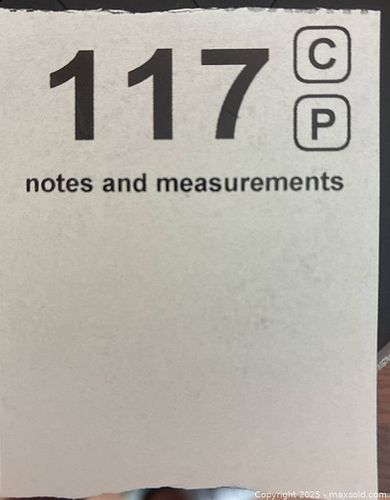 117
C
P
notes and measurements
Copyright 2025 - maxsold.com